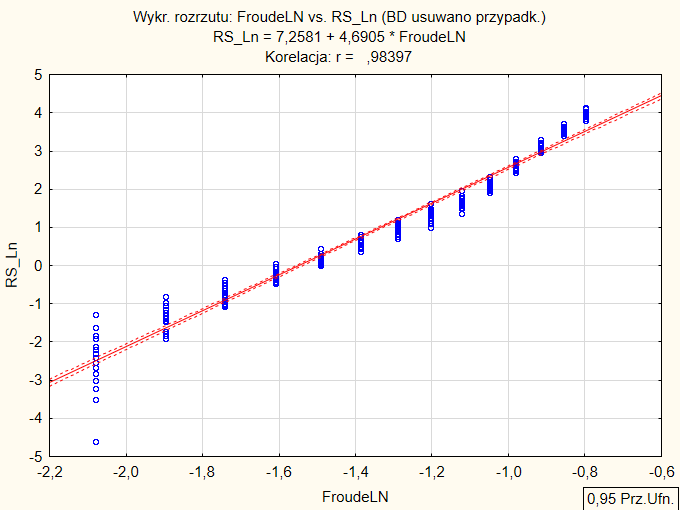 Wykr. rozrzutu: FroudeLN vs. RS_Ln (BD usuwano przypadk.)
RS_Ln = 7,2581 + 4,6905 * FroudeLN
Korelacja: r = ,98397
5
4
3
2
1
0
-1
-2
-3
-4
-5
RS_Ln
-2,2 -2,0 -1,8 -1,6 -1,4 -1,2 -1,0 -0,8 -0,6
FroudeLN
0,95 Prz.Ufn.